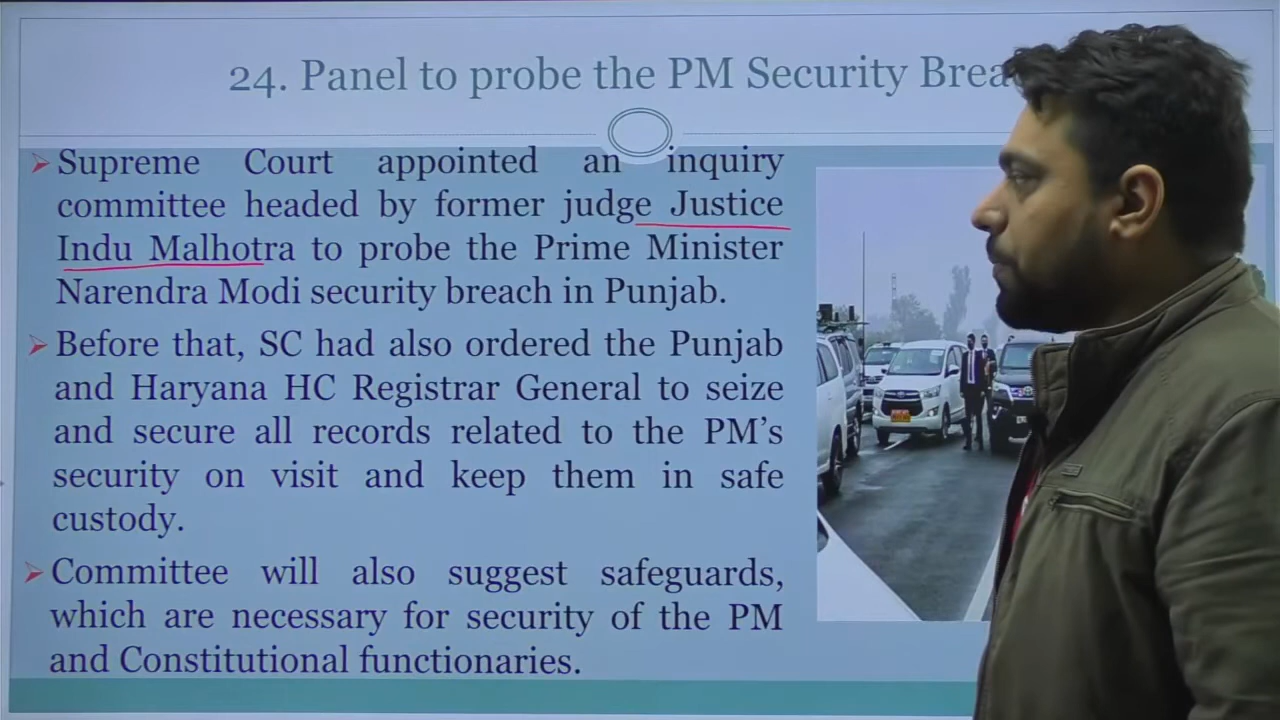 24. Panel to probe the PM Security Brea
Supreme Court appointed an inquiry
committee headed by former judge Justice
Indu Malhotra to probe the Prime Minister
Narendra Modi security breach in Punjab.
Before that, SC had also ordered the Punjab
and Haryana HC Registrar General to seize
and secure all records related to the PM's
security on visit and keep them in safe
custody.
Committee will also suggest safeguards,
which are necessary for security of the PM
and Constitutional functionaries.